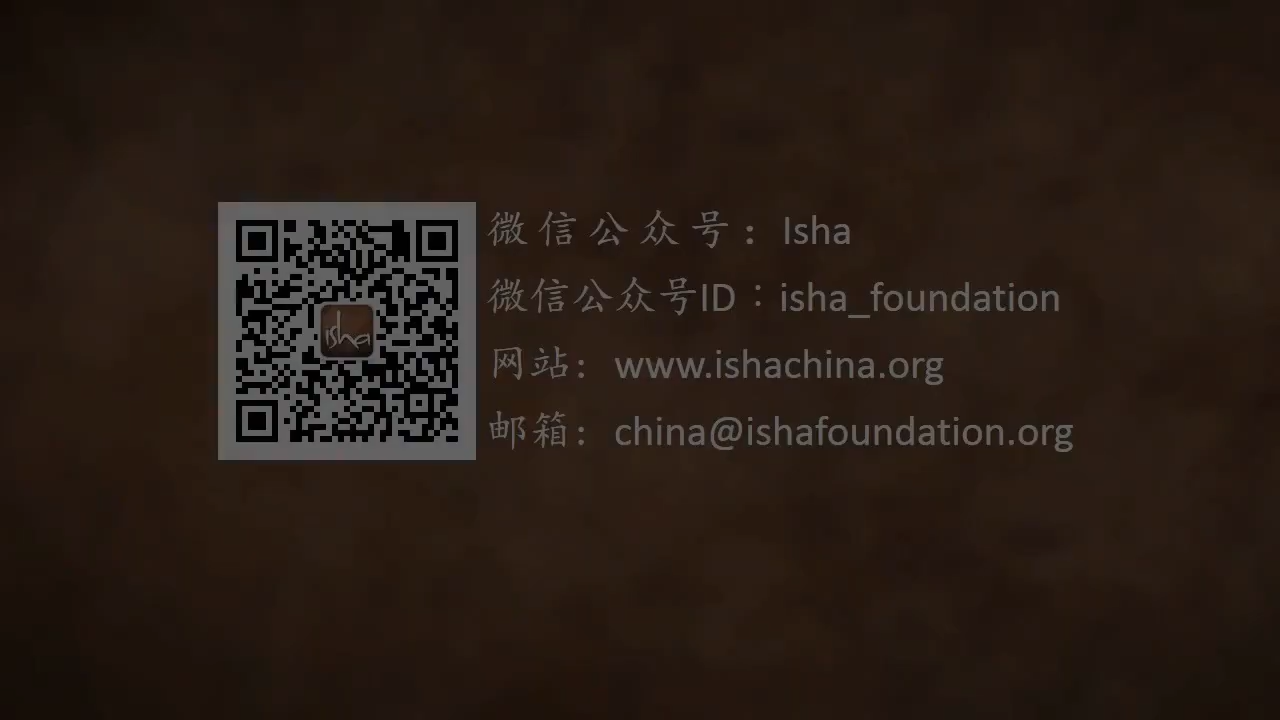 微信公众号：Isha
微信公众号ID：isha_foundation
isha
网站：www.ishachina.org
邮箱：china@ishafoundation.org